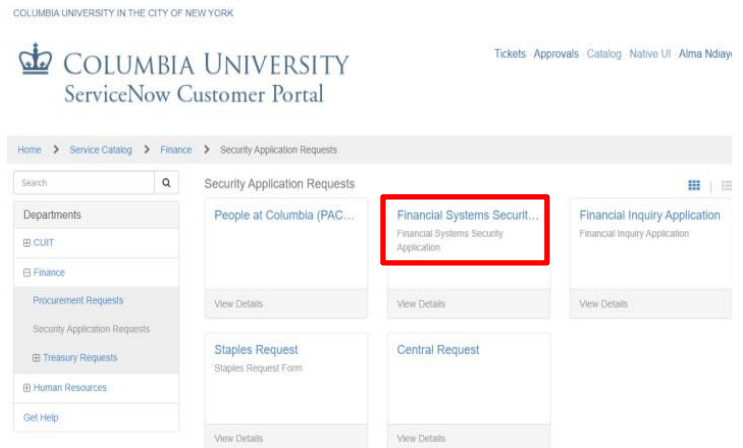 COLUMBIA UNIVERSITY IN THE CITY OF NEW YORK
COLUMBIA UNIVERSITY
ServiceNow Customer Portal
Tickets Approvals Catalog Native UI Alma Ndiaye
Home > Service Catalog > Finance > Security Application Requests
Search
Departments
CUIT
Finance
Procurement Requests
Security Application Requests
Treasury Requests
Human Resources
Get Help
Security Application Requests
People at Columbia (PAC...
View Details
Financial Systems Securit...
Financial Systems Security
Application
View Details
Financial Inquiry Application
Financial Inquiry Application
View Details
Staples Request
Staples Request Form
View Details
Central Request
View Details